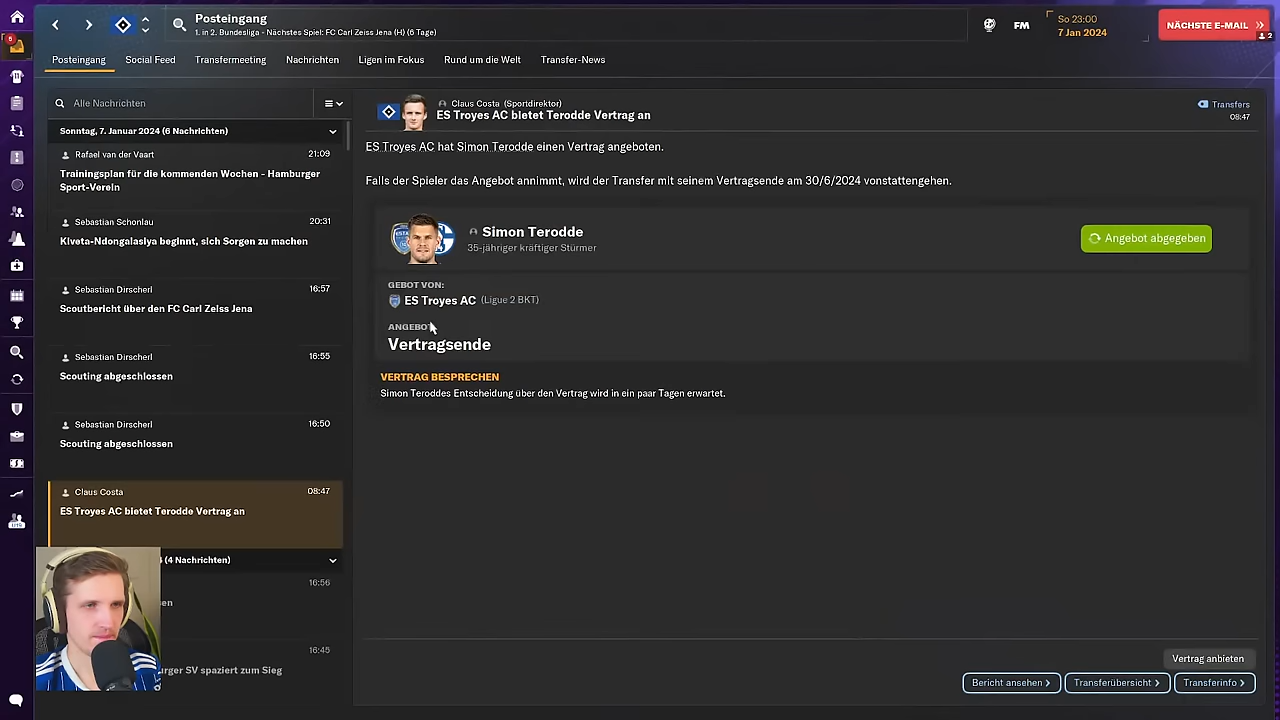 Posteingang
1. in 2. Bundesliga - Nächstes Spiel: FC Carl Zeiss Jena (H) (6 Tage)
FM
So 23:00
7 Jan 2024
NÄCHSTE E-MAIL
2
6
Posteingang
Social Feed
Transfermeeting
Nachrichten
Ligen im Fokus
Rund um die Welt
Transfer-News
Alle Nachrichten
Sonntag, 7. Januar 2024 (6 Nachrichten)
Rafael van der Vaart
21:09
Trainingsplan für die kommenden Wochen - Hamburger
Sport-Verein
Sebastian Schonlau
20:31
Kiveta-Ndongalasiya beginnt, sich Sorgen zu machen
Sebastian Dirscherl
16:57
Scoutbericht über den FC Carl Zeiss Jena
Sebastian Dirscherl
16:55
Scouting abgeschlossen
Sebastian Dirscherl
16:50
Scouting abgeschlossen
Claus Costa
08:47
ES Troyes AC bietet Terodde Vertrag an
(4 Nachrichten)
16:56
16:45
spaziert zum Sieg
Claus Costa (Sportdirektor)
ES Troyes AC bietet Terodde Vertrag an
Transfers
08:47
ES Troyes AC hat Simon Terodde einen Vertrag angeboten.
Falls der Spieler das Angebot annimmt, wird der Transfer mit seinem Vertragsende am 30/6/2024 vonstattengehen.
Simon Terodde
35-jähriger kräftiger Stürmer
Angebot abgegeben
GEBOT VON:
ES Troyes AC (Ligue 2 BKT)
ANGEBOT
Vertragsende
VERTRAG BESPRECHEN
Simon Teroddes Entscheidung über den Vertrag wird in ein paar Tagen erwartet.
Vertrag anbieten
Bericht ansehen
Transferübersicht
Transferinfo